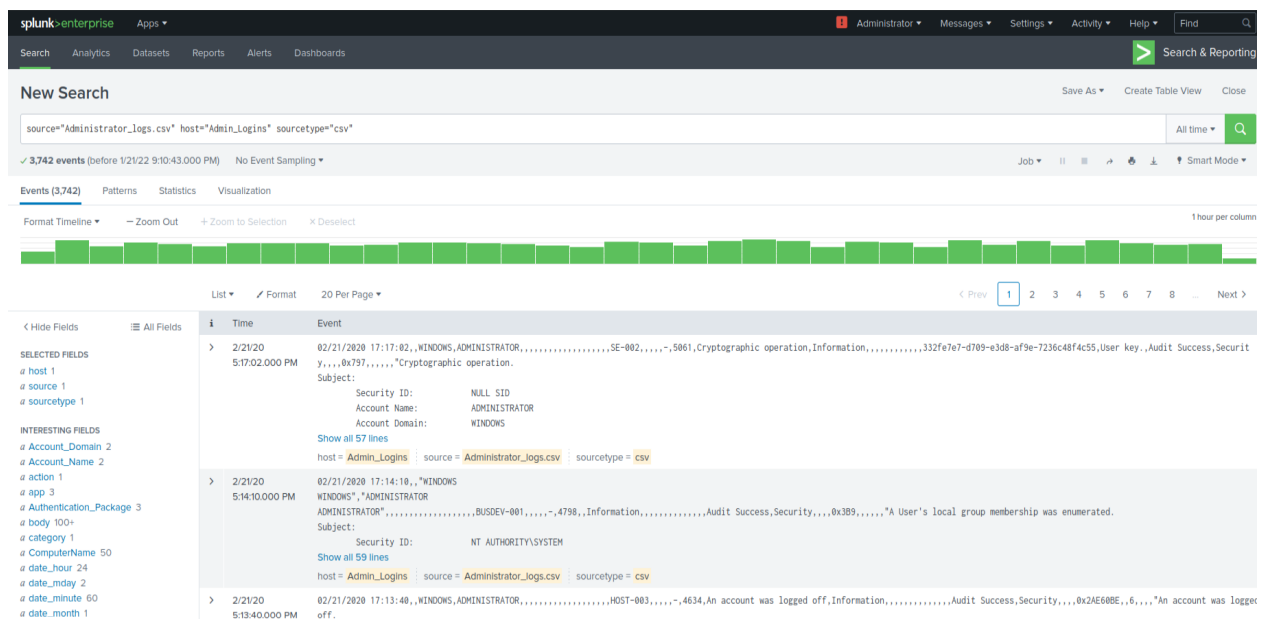 splunk>enterprise Apps ▾ ! Administrator ▾ Messages ▾ Settings ▾ Activity ▾ Help ▾ Find
Search Analytics Datasets Reports Alerts Dashboards > Search & Reporting
New Search Save As ▾ Create Table View Close
source="Administrator_logs.csv" host="Admin_Logins" sourcetype="csv" All time ▾
✓ 3,742 events (before 1/21/22 9:10:43.000 PM) No Event Sampling ▾ Job ▾ Smart Mode ▾
Events (3,742) Patterns Statistics Visualization
Format Timeline ▾ — Zoom Out + Zoom to Selection × Deselect 1 hour per column
List ▾ Format 20 Per Page ▾ < Prev 1 2 3 4 5 6 7 8 ... Next >
< Hide Fields All Fields
SELECTED FIELDS
a host 1
a source 1
a sourcetype 1
INTERESTING FIELDS
a Account_Domain 2
a Account_Name 2
a action 1
a app 3
a Authentication_Package 3
a body 100+
a category 1
a ComputerName 50
a date_hour 24
a date_mday 2
a date_minute 60
a date_month 1
i Time Event
> 2/21/20 02/21/2020 17:17:02,,WINDOWS,ADMINISTRATOR,,,,,,,,,,,,,,,,,,,SE-002,,,,,-,5061,Cryptographic operation,Information,,,,,,,,,,,,332fe7e7-d709-e3d8-af9e-7236c48f4c55,User key.,Audit Success,Securit
5:17:02.000 PM y,,,,0x797,,,,,,"Cryptographic operation.
Subject:
Security ID: NULL SID
Account Name: ADMINISTRATOR
Account Domain: WINDOWS
Show all 57 lines
host = Admin_Logins source = Administrator_logs.csv sourcetype = csv
> 2/21/20 02/21/2020 17:14:10,,"WINDOWS
5:14:10.000 PM WINDOWS","ADMINISTRATOR
ADMINISTRATOR",,,,,,,,,,,,,,,,,,,BUSDEV-001,,,,,-,4798,,Information,,,,,,,,,,,,,,Audit Success,Security,,,,0x3B9,,,,,,"A User's local group membership was enumerated.
Subject:
Security ID: NT AUTHORITY\SYSTEM
Show all 59 lines
host = Admin_Logins source = Administrator_logs.csv sourcetype = csv
> 2/21/20 02/21/2020 17:13:40,,WINDOWS,ADMINISTRATOR,,,,,,,,,,,,,,,,,,,HOST-003,,,,,-,4634,An account was logged off,Information,,,,,,,,,,,,,,Audit Success,Security,,,,0x2AE60BE,,6,,,,"An account was logged
5:13:40.000 PM off.